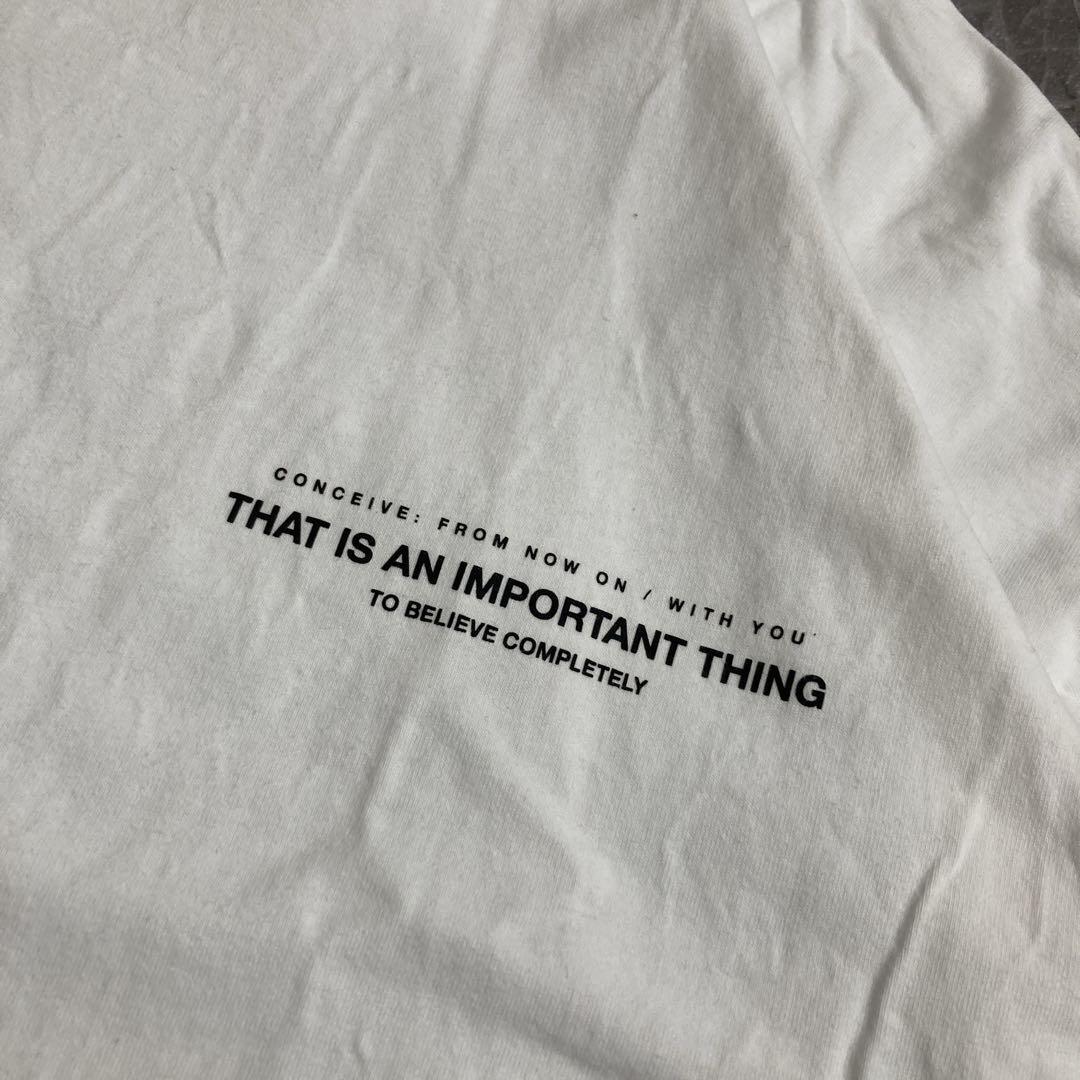 CONCEIVE: FROM NOW ON / WITH YOU
THAT IS AN IMPORTANT THING
TO BELIEVE COMPLETELY